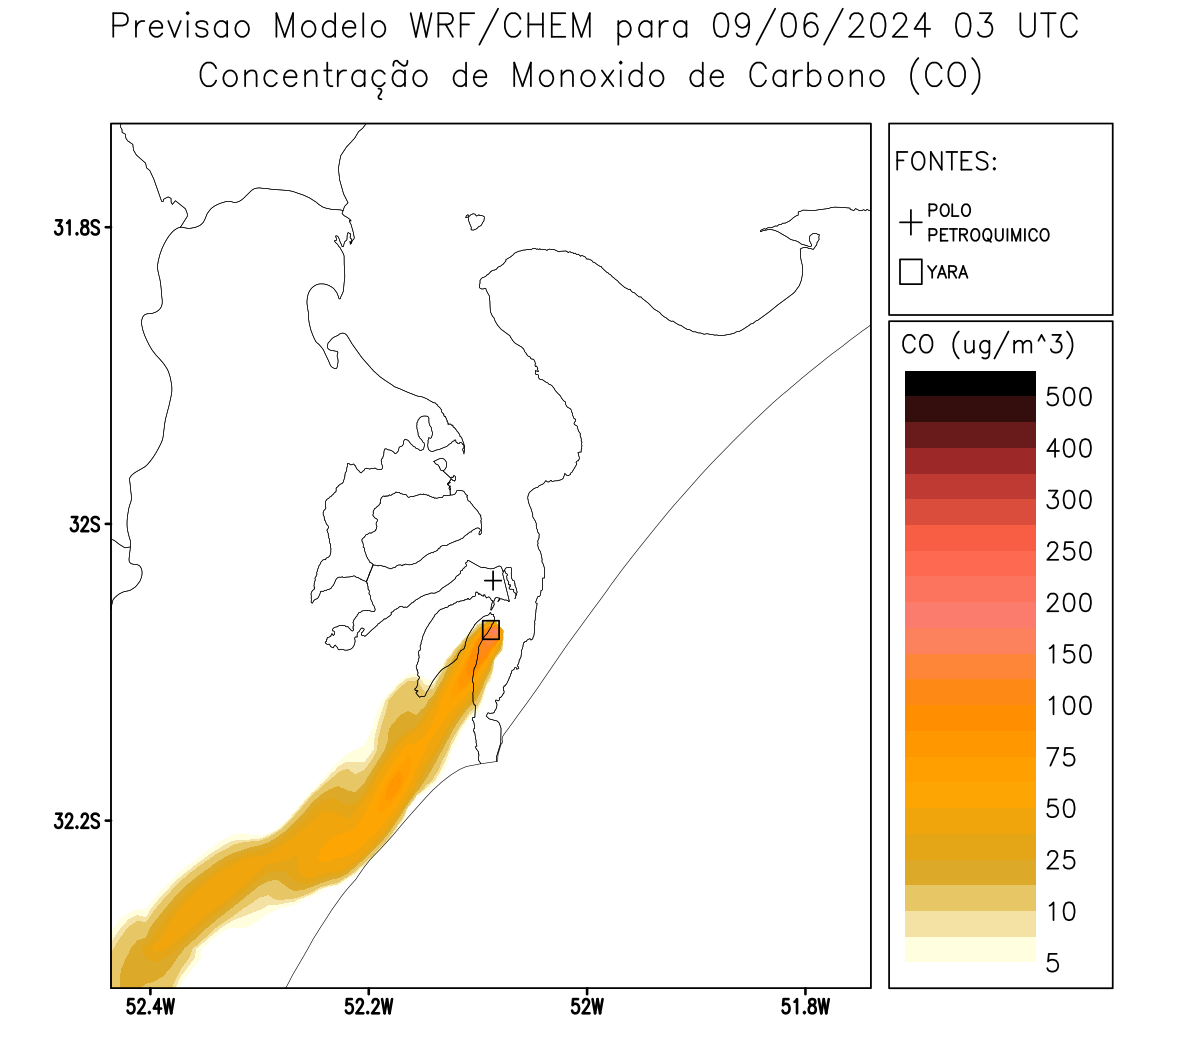 Previsao Modelo WRF/CHEM para 09/06/2024 03 UTC
Concentração de Monoxido de Carbono (CO)
31.8S
32S
32.2S
52.4W
52.2W
52W
51.8W
FONTES:
POLO
PETROQUIMICO
YARA
CO (ug/m^3)
500
400
300
250
200
150
100
75
50
25
10
5